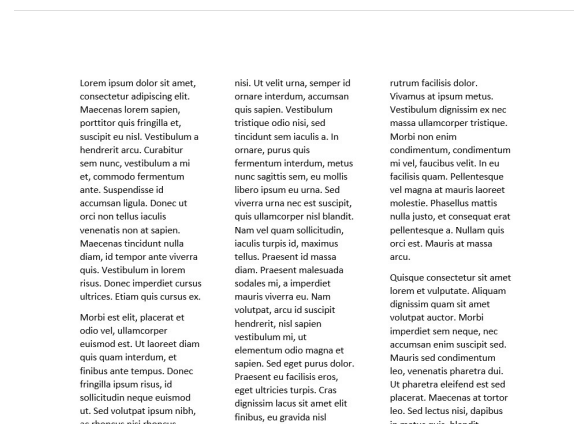 Lorem ipsum dolor sit amet,
consectetur adipiscing elit.
Maecenas lorem sapien,
porttitor quis fringilla et,
suscipit eu nisl. Vestibulum a
hendrerit arcu. Curabitur
sem nunc, vestibulum a mi
et, commodo fermentum
ante. Suspendisse id
accumsan ligula. Donec ut
orci non tellus iaculis
venenatis non at sapien.
Maecenas tincidunt nulla
diam, id tempor ante viverra
quis. Vestibulum in lorem
risus. Donec imperdiet cursus
ultrices. Etiam quis cursus ex.
Morbi est elit, placerat et
odio vel, ullamcorper
euismod est. Ut laoreet diam
quis quam interdum, et
finibus ante tempus. Donec
fringilla ipsum risus, id
sollicitudin neque euismod
ut. Sed volutpat ipsum nibh,
ac rhoncus nisi rhoncus
nisi. Ut velit urna, semper id
ornare interdum, accumsan
quis sapien. Vestibulum
tristique odio nisi, sed
tincidunt sem iaculis a. In
ornare, purus quis
fermentum interdum, metus
nunc sagittis sem, eu mollis
libero ipsum eu urna. Sed
viverra urna nec est suscipit,
quis ullamcorper nisl blandit.
Nam vel quam sollicitudin,
iaculis turpis id, maximus
tellus. Praesent id massa
diam. Praesent malesuada
sodales mi, a imperdiet
mauris viverra eu. Nam
volutpat, arcu id suscipit
hendrerit, nisl sapien
vestibulum mi, ut
elementum odio magna et
sapien. Sed eget purus dolor.
Praesent eu facilisis eros,
eget ultricies turpis. Cras
dignissim lacus sit amet elit
finibus, eu gravida nisl
rutrum facilisis dolor.
Vivamus at ipsum metus.
Vestibulum dignissim ex nec
massa ullamcorper tristique.
Morbi non enim
condimentum, condimentum
mi vel, faucibus velit. In eu
facilisis quam. Pellentesque
vel magna at mauris laoreet
molestie. Phasellus mattis
nulla justo, et consequat erat
pellentesque a. Nullam quis
orci est. Mauris at massa
arcu.
Quisque consectetur sit amet
lorem et vulputate. Aliquam
dignissim quam sit amet
volutpat auctor. Morbi
imperdiet sem neque, nec
accumsan enim suscipit sed.
Mauris sed condimentum
leo, venenatis pharetra dui.
Ut pharetra eleifend est sed
placerat. Maecenas at tortor
leo. Sed lectus nisi, dapibus
in metus quis, blandit